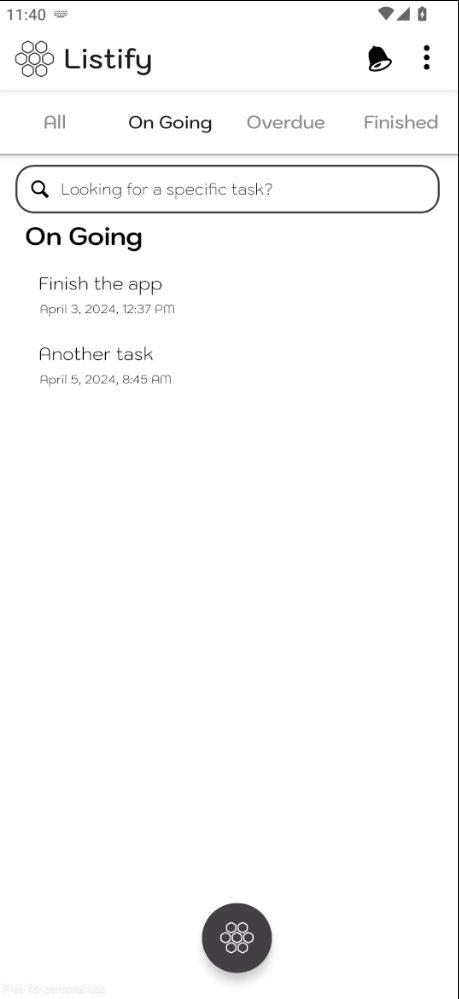 11:40
Listify
All On Going Overdue Finished
Looking for a specific task?
On Going
Finish the app
April 3, 2024, 12:37 PM
Another task
April 5, 2024, 8:45 AM
Free for personal use